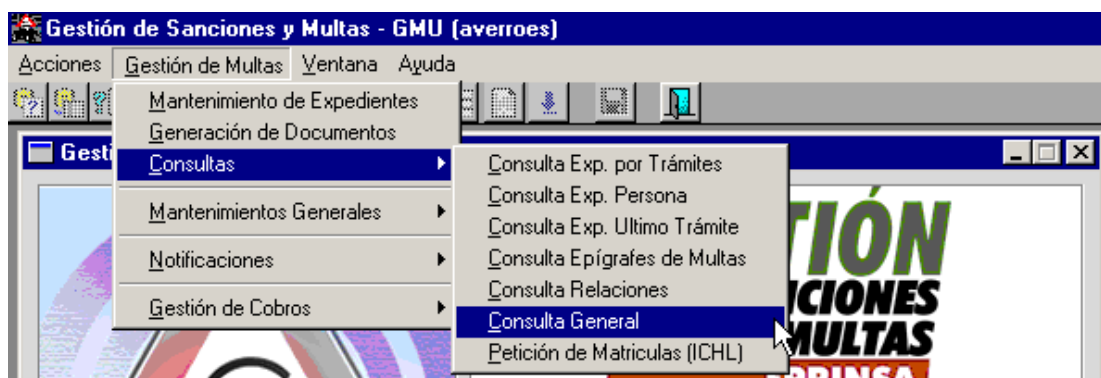 Gestión de Sanciones y Multas - GMU (averroes)
Acciones Gestión de Multas Ventana Ayuda
Mantenimiento de Expedientes
Generación de Documentos
Gesti
Consultas
Mantenimientos Generales
Notificaciones
Gestión de Cobros
Consulta Exp. por Trámites
Consulta Exp. Persona
Consulta Exp. Ultimo Trámite
Consulta Epígrafes de Multas
Consulta Relaciones
Consulta General
Petición de Matriculas (ICHL)
TIÓN
CIONES
MULTAS